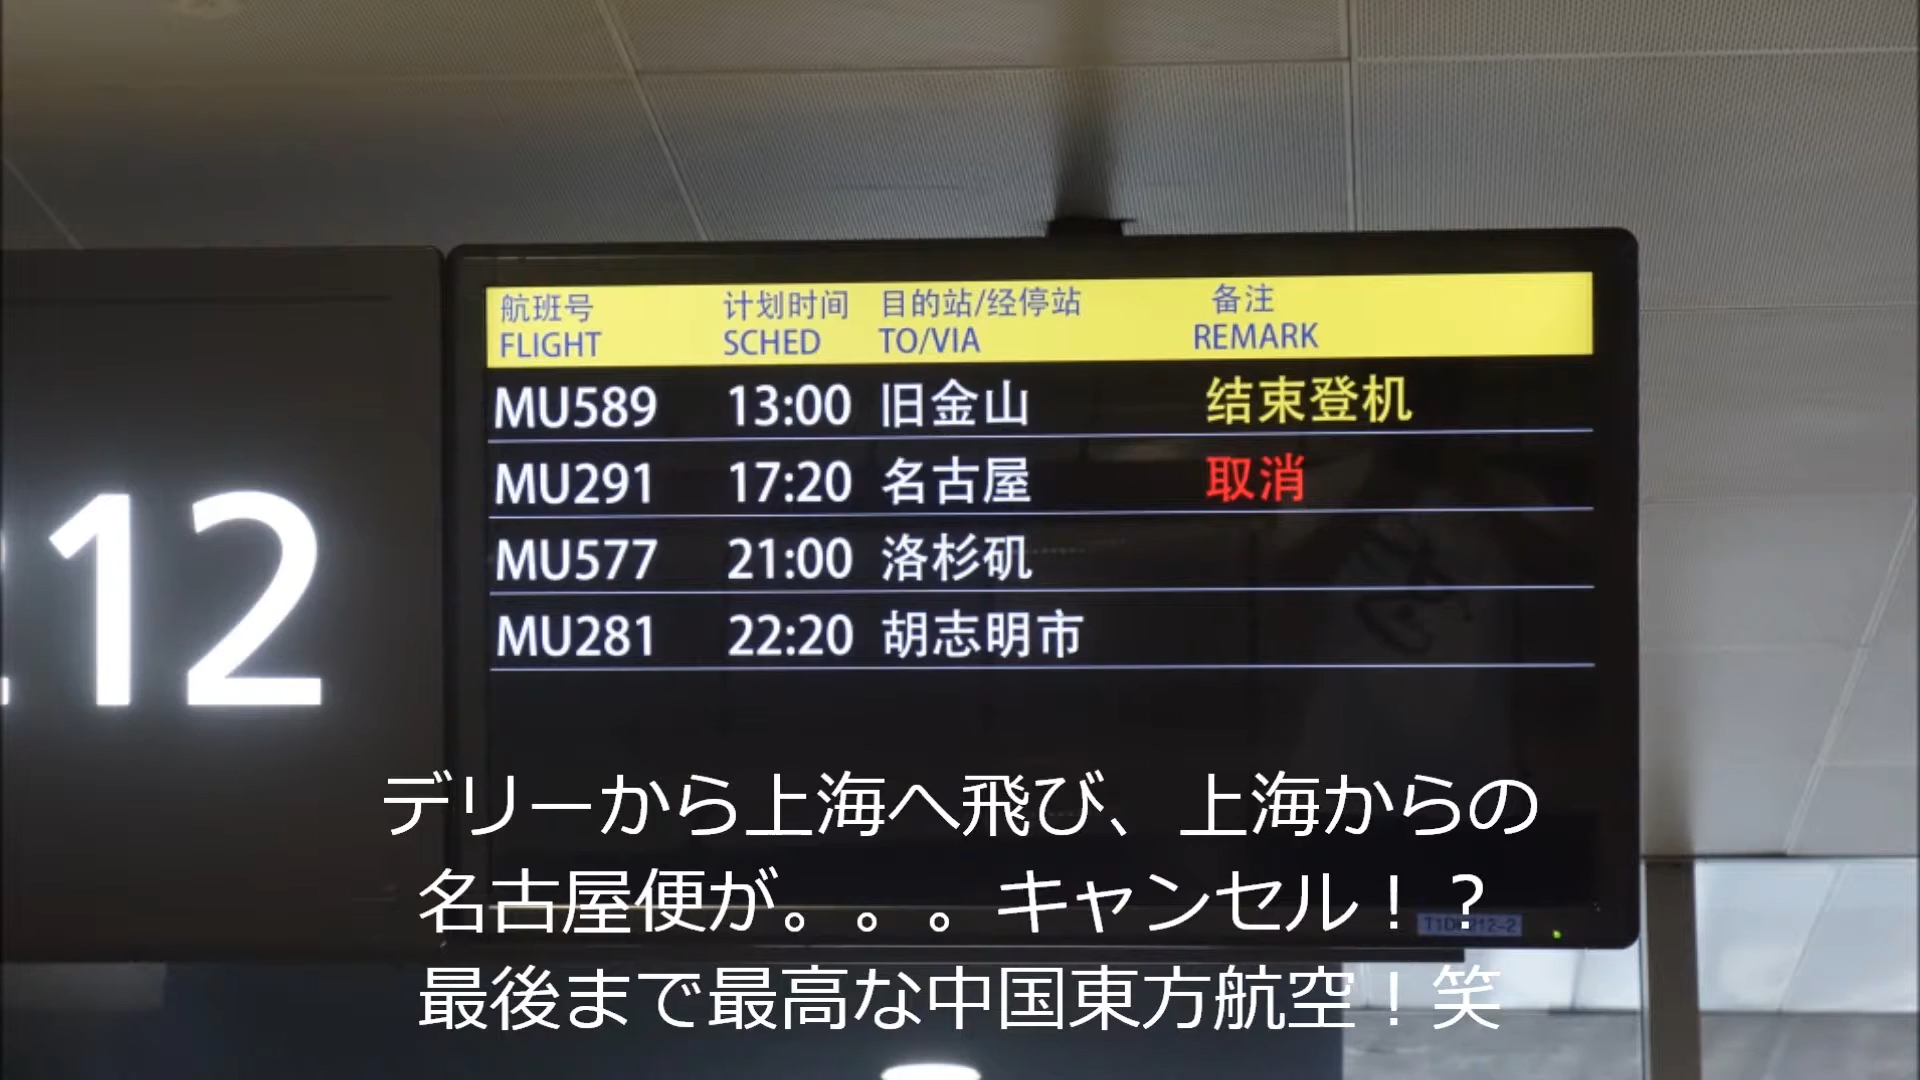 12
航班号 计划时间 目的站/经停站 备注
FLIGHT SCHED TO/VIA REMARK
MU589 13:00 旧金山 结束登机
MU291 17:20 名古屋 取消
MU577 21:00 洛杉矶
MU281 22:20 胡志明市
デリーから上海へ飛び、上海からの
名古屋便が。。。キャンセル！？
最後まで最高な中国東方航空！笑